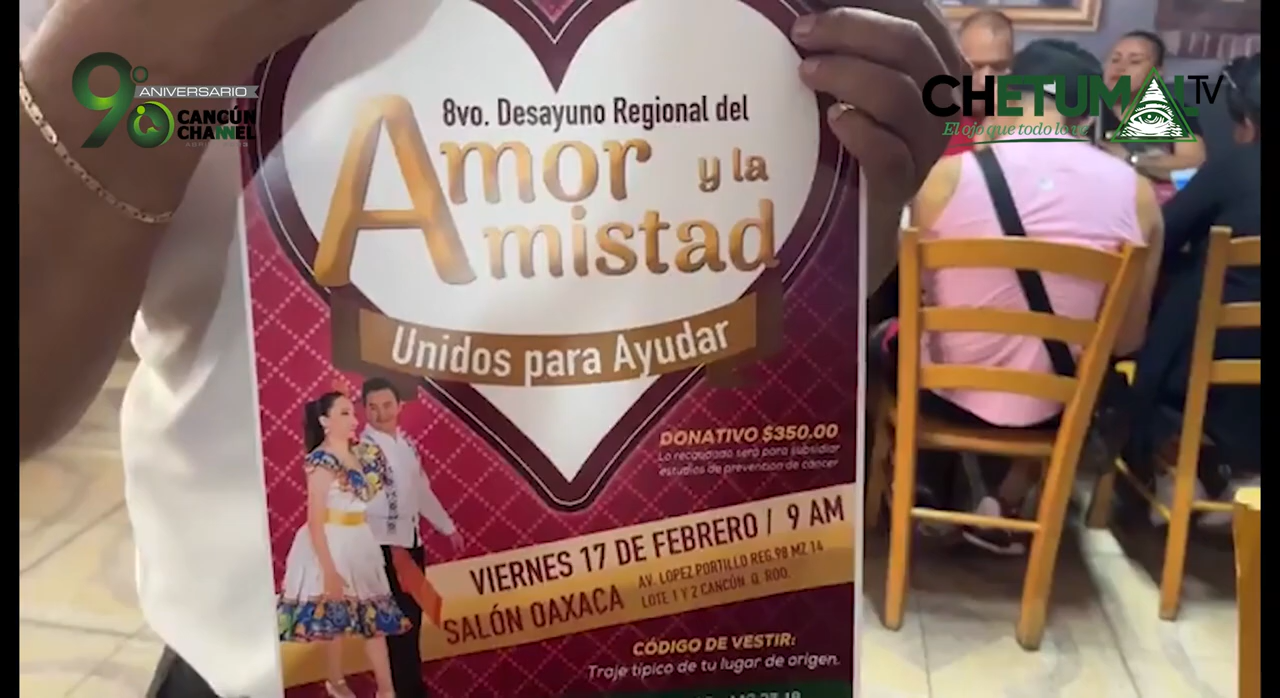 9º
ANIVERSARIO
CANCÚN
CHANNEL
CHETUMAL TV
El ojo que todo lo ve
8vo. Desayuno Regional del
Amor y la
Amistad
Unidos para Ayudar
DONATIVO $350.00
Lo recaudado será para subsidiar
estudios de prevención de cáncer
VIERNES 17 DE FEBRERO / 9 AM
SALÓN OAXACA
AV. LOPEZ PORTILLO REG.98 MZ 14
LOTE 1 Y 2 CANCÚN. Q. ROO.
CÓDIGO DE VESTIR:
Traje típico de tu lugar de origen.